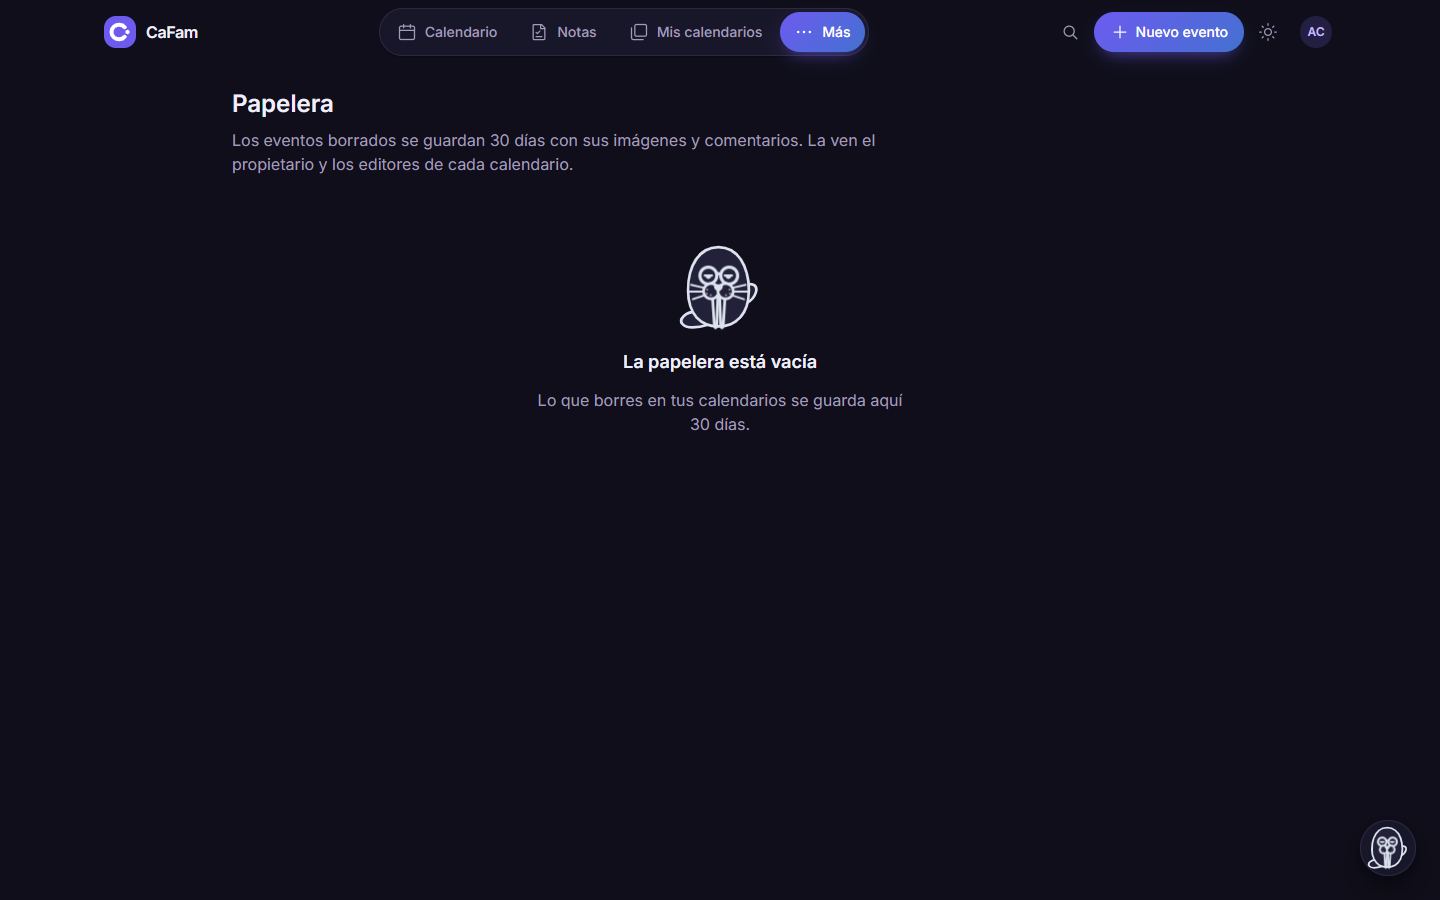 CaFam
Calendario
Notas
Mis calendarios
Más
Nuevo evento
AC
Papelera
Los eventos borrados se guardan 30 días con sus imágenes y comentarios. La ven el
propietario y los editores de cada calendario.
La papelera está vacía
Lo que borres en tus calendarios se guarda aquí
30 días.